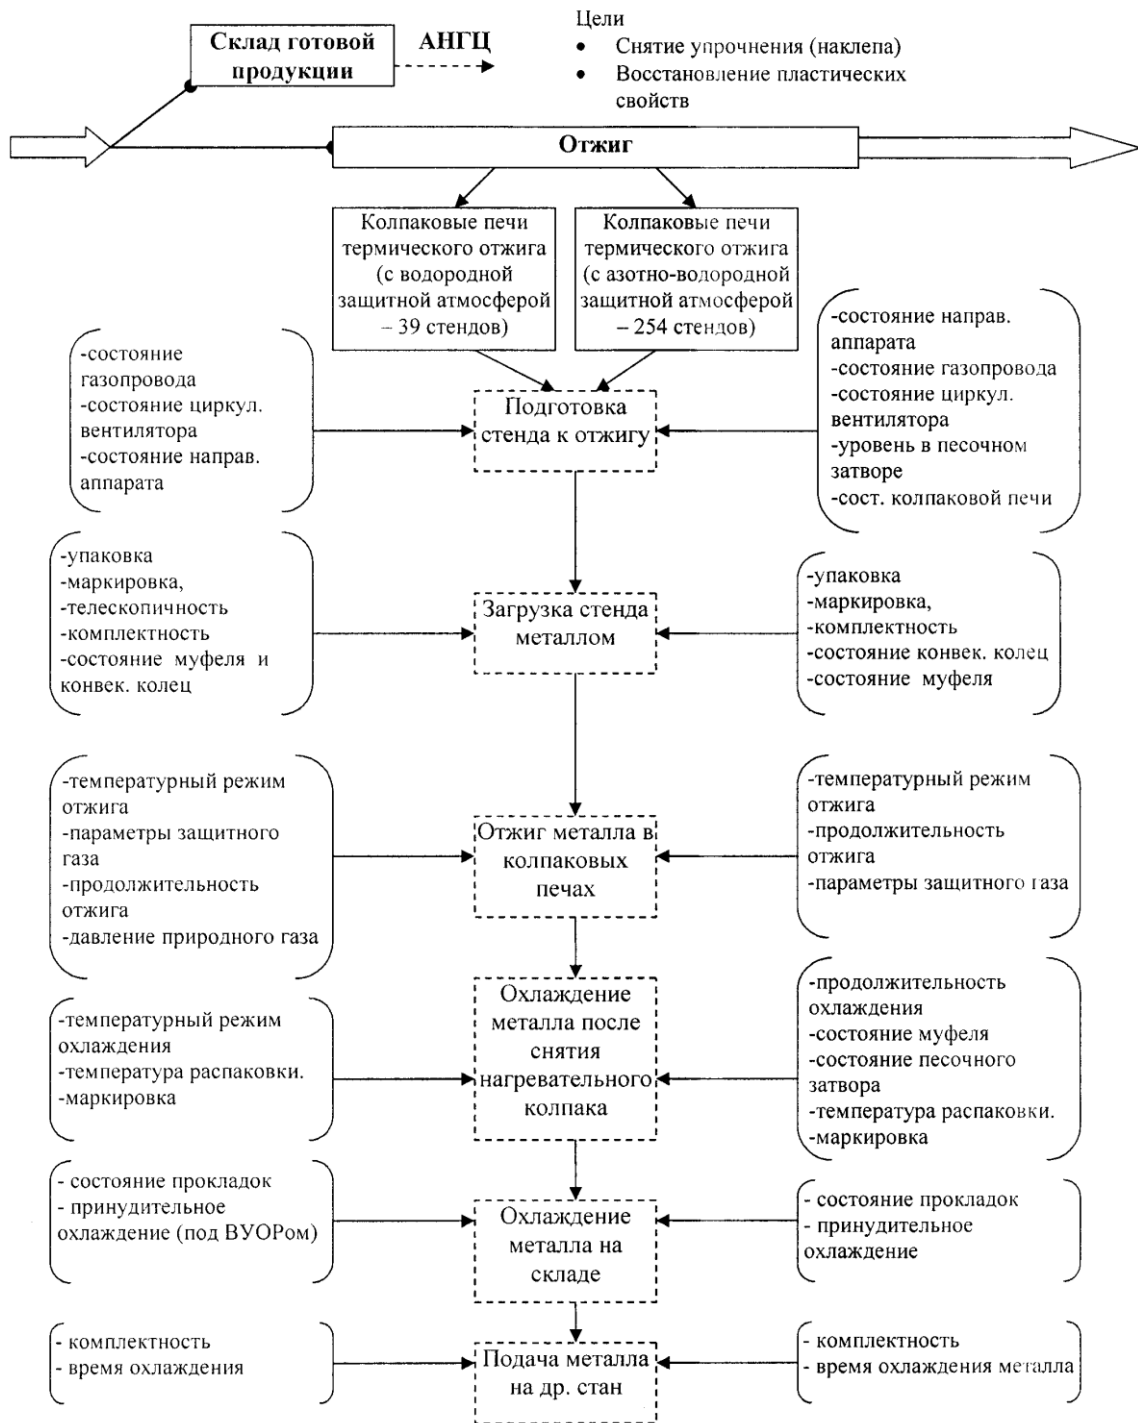 Цели
Склад готовой
продукции
АНГЦ
• Снятие упрочнения (наклепа)
• Восстановление пластических
свойств
Отжиг
Колпаковые печи
термического отжига
(с водородной
защитной атмосферой
– 39 стендов)
Колпаковые печи
термического отжига
(с азотно-водородной
защитной атмосферой
– 254 стендов)
-состояние
газопровода
-состояние циркул.
вентилятора
-состояние направ.
аппарата
Подготовка
стенда к отжигу
-состояние направ.
аппарата
-состояние газопровода
-состояние циркул.
вентилятора
-уровень в песочном
затворе
-сост. колпаковой печи
-упаковка
-маркировка,
-телескопичность
-комплектность
-состояние муфеля и
конвек. колец
Загрузка стенда
металлом
-упаковка
-маркировка,
-комплектность
-состояние конвек. колец
-состояние муфеля
-температурный режим
отжига
-параметры защитного
газа
-продолжительность
отжига
-давление природного газа
Отжиг металла в
колпаковых
печах
-температурный режим
отжига
-продолжительность
отжига
-параметры защитного газа
-температурный режим
охлаждения
-температура распаковки.
-маркировка
Охлаждение
металла после
снятия
нагревательного
колпака
-продолжительность
охлаждения
-состояние муфеля
-состояние песочного
затвора
-температура распаковки.
-маркировка
- состояние прокладок
- принудительное
охлаждение (под ВУОРом)
Охлаждение
металла на
складе
- состояние прокладок
- принудительное
охлаждение
- комплектность
- время охлаждения
Подача металла
на др. стан
- комплектность
- время охлаждения металла